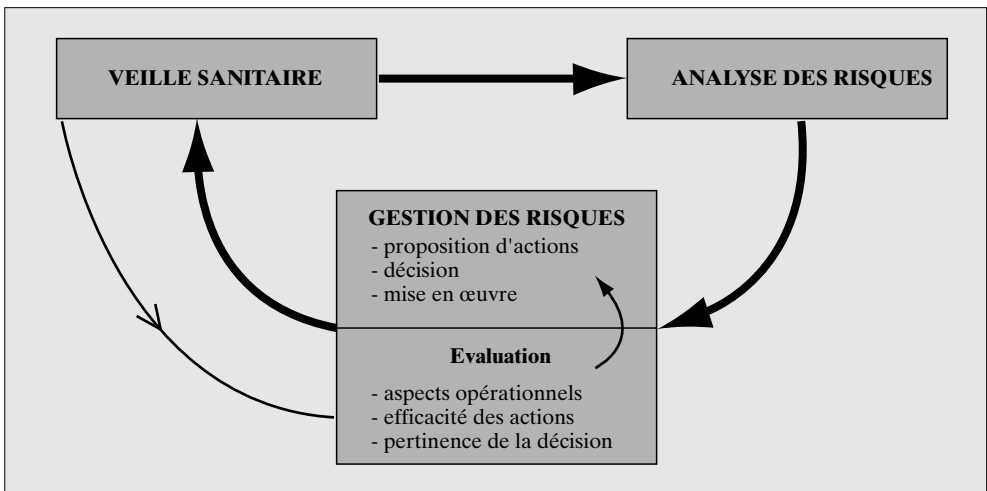 VEILLE SANITAIRE
ANALYSE DES RISQUES
GESTION DES RISQUES
- proposition d'actions
- décision
- mise en œuvre
Evaluation
- aspects opérationnels
- efficacité des actions
- pertinence de la décision